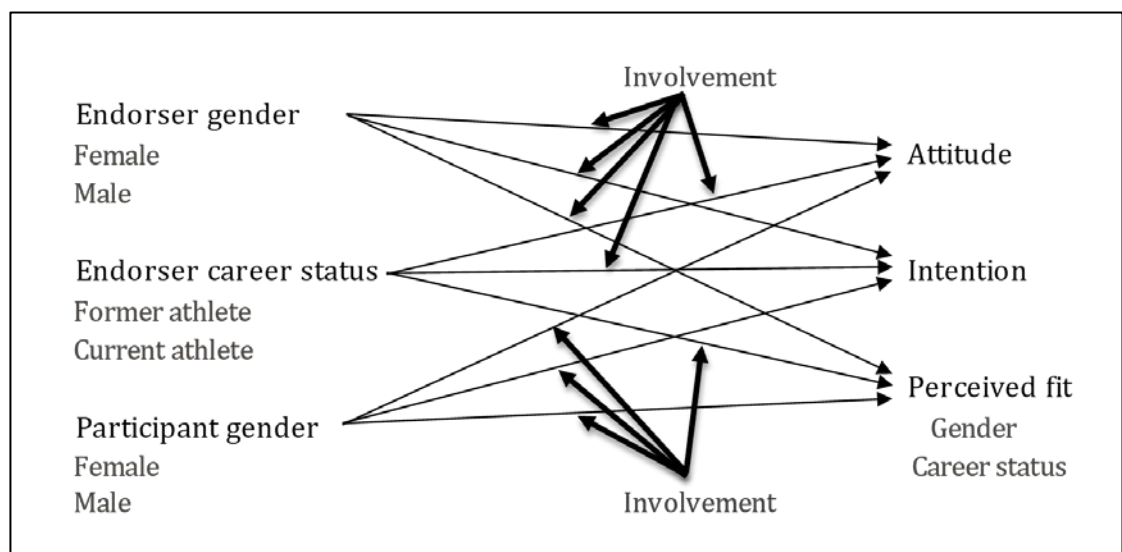 Involvement
Endorser gender
Female
Male
Attitude
Endorser career status
Former athlete
Current athlete
Intention
Participant gender
Female
Male
Perceived fit
Gender
Career status
Involvement